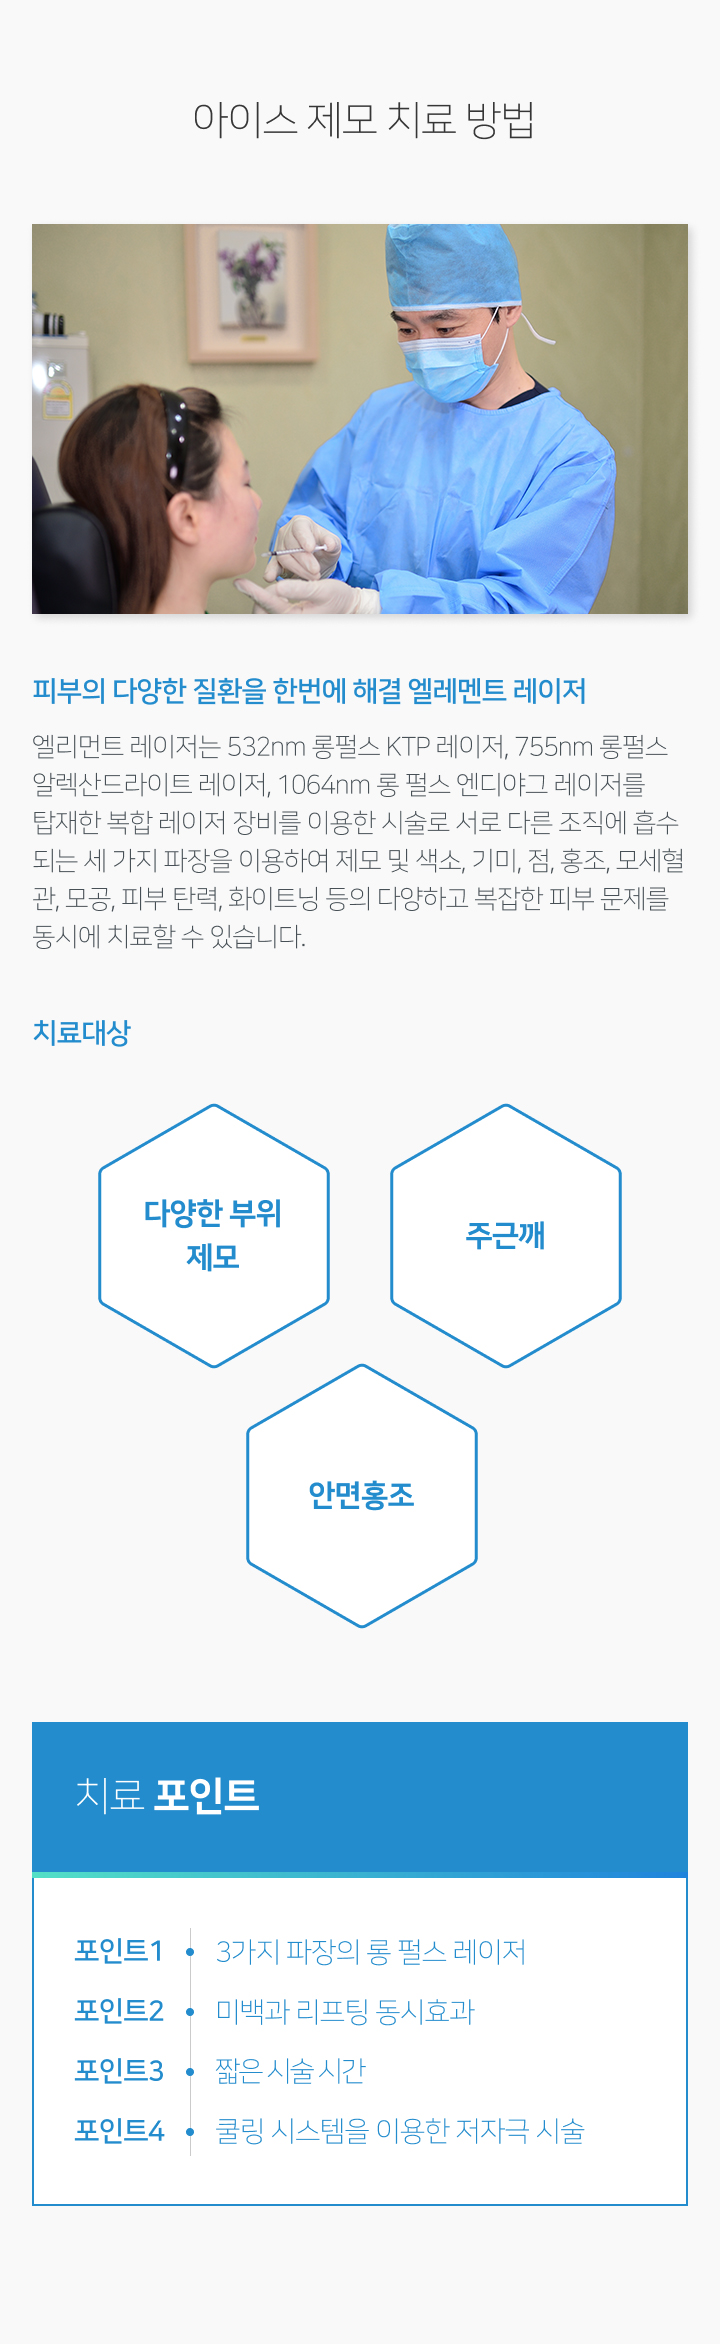 아이스 제모 치료 방법
피부의 다양한 질환을 한번에 해결 엘레멘트 레이저
엘리먼트 레이저는 532nm 롱펄스 KTP 레이저, 755nm 롱펄스
알렉산드라이트 레이저, 1064nm 롱 펄스 엔디야그 레이저를
탑재한 복합 레이저 장비를 이용한 시술로 서로 다른 조직에 흡수
되는 세 가지 파장을 이용하여 제모 및 색소, 기미, 점, 홍조, 모세혈
관, 모공, 피부 탄력, 화이트닝 등의 다양하고 복잡한 피부 문제를
동시에 치료할 수 있습니다.
치료대상
다양한 부위
제모
주근깨
안면홍조
치료 포인트
포인트1 3가지 파장의 롱 펄스 레이저
포인트2 미백과 리프팅 동시효과
포인트3 짧은 시술 시간
포인트4 쿨링 시스템을 이용한 저자극 시술